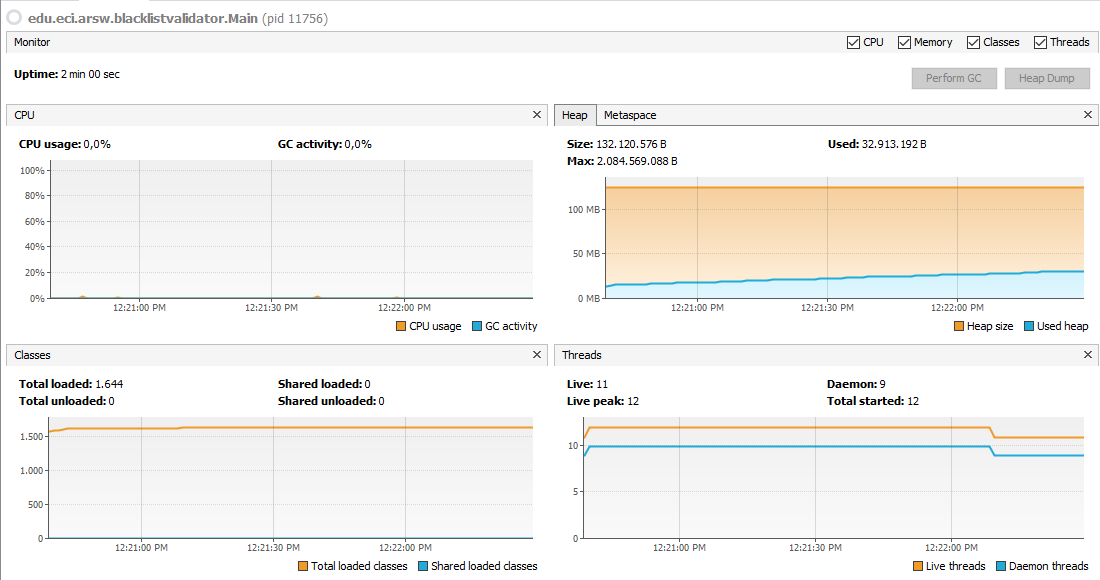 edu.eci.arsw.blacklistvalidator.Main (pid 11756)
Monitor
CPU Memory Classes Threads
Uptime: 2 min 00 sec
Perform GC Heap Dump
CPU
CPU usage: 0,0% GC activity: 0,0%
100%
80%
60%
40%
20%
0%
12:21:00 PM 12:21:30 PM 12:22:00 PM
CPU usage GC activity
Heap Metaspace
Size: 132.120.576 B Used: 32.913.192 B
Max: 2.084.569.088 B
100 MB
50 MB
0 MB
12:21:00 PM 12:21:30 PM 12:22:00 PM
Heap size Used heap
Classes
Total loaded: 1.644 Shared loaded: 0
Total unloaded: 0 Shared unloaded: 0
1.500
1.000
500
0
12:21:00 PM 12:21:30 PM 12:22:00 PM
Total loaded classes Shared loaded classes
Threads
Live: 11 Daemon: 9
Live peak: 12 Total started: 12
10
5
0
12:21:00 PM 12:21:30 PM 12:22:00 PM
Live threads Daemon threads